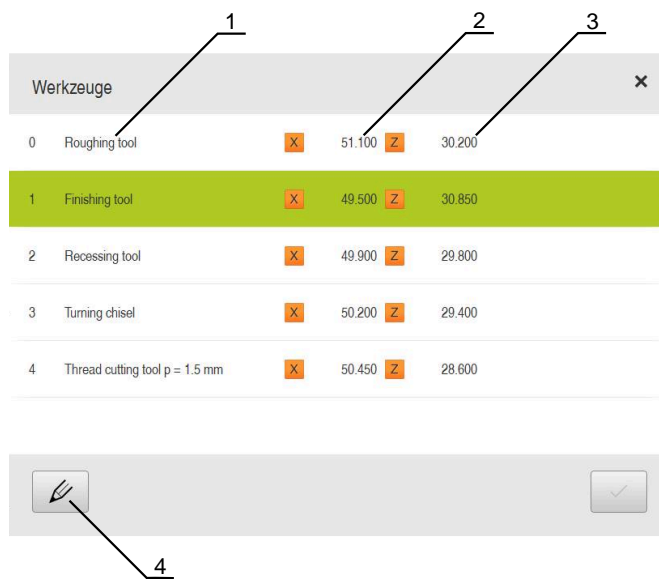 1 2 3
Werkzeuge
0 Roughing tool X 51.100 Z 30.200
1 Finishing tool X 49.500 Z 30.850
2 Recessing tool X 49.900 Z 29.800
3 Turning chisel X 50.200 Z 29.400
4 Thread cutting tool p = 1.5 mm X 50.450 Z 28.600
4